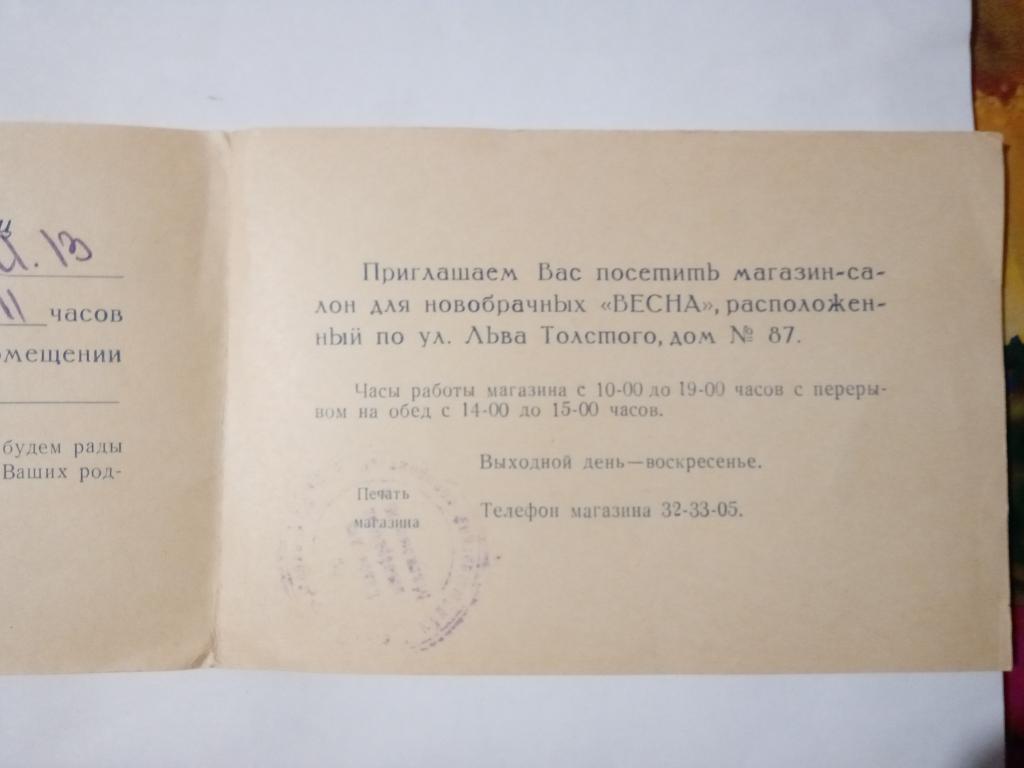 13
11 часов
будем рады
Ваших род-
Приглашаем Вас посетить магазин-са-
лон для новобрачных «ВЕСНА», расположен-
ный по ул. Льва Толстого, дом № 87.
Часы работы магазина с 10-00 до 19-00 часов с переры-
вом на обед с 14-00 до 15-00 часов.
Выходной день—воскресенье.
Печать
магазина
Телефон магазина 32-33-05.